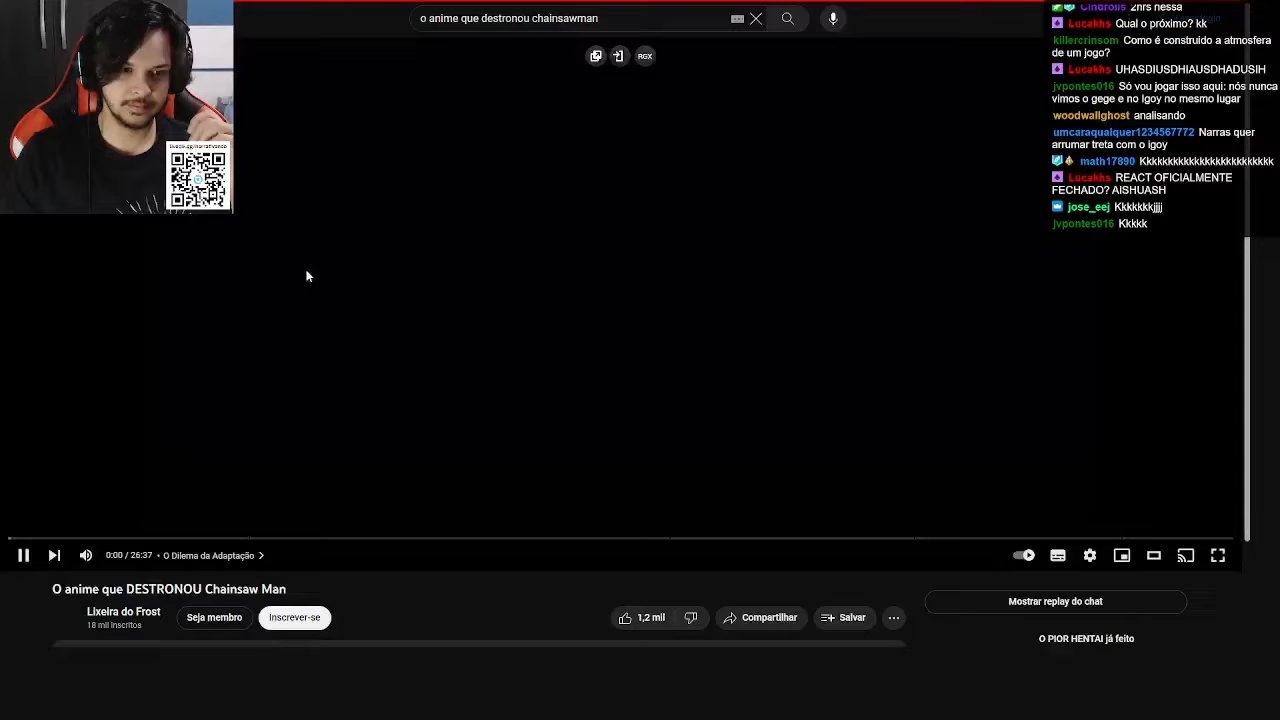 o anime que destronou chainsawman
RGX
Cindrolis 2hrs nessa
Lucakhs Qual o próximo? kk
killercrinsom Como é construido a atmosfera
de um jogo?
Lucakhs UHASDIUSDHIAUSDHADUSIH
jvpontes016 Só vou jogar isso aqui: nós nunca
vimos o gege e no Igoy no mesmo lugar
woodwallghost analisando
umcaraqualquer1234567772 Narras quer
arrumar treta com o igoy
math17890 Kkkkkkkkkkkkkkkkkkkkkkkk
Lucakhs REACT OFICIALMENTE
FECHADO? AISHUASH
jose_eej Kkkkkkkjjjj
jvpontes016 Kkkkk
0:00 / 26:37 • O Dilema da Adaptação
O anime que DESTRONOU Chainsaw Man
Lixeira do Frost
18 mil inscritos
Seja membro
Inscrever-se
1,2 mil
Compartilhar
Salvar
Mostrar replay do chat
O PIOR HENTAI já feito